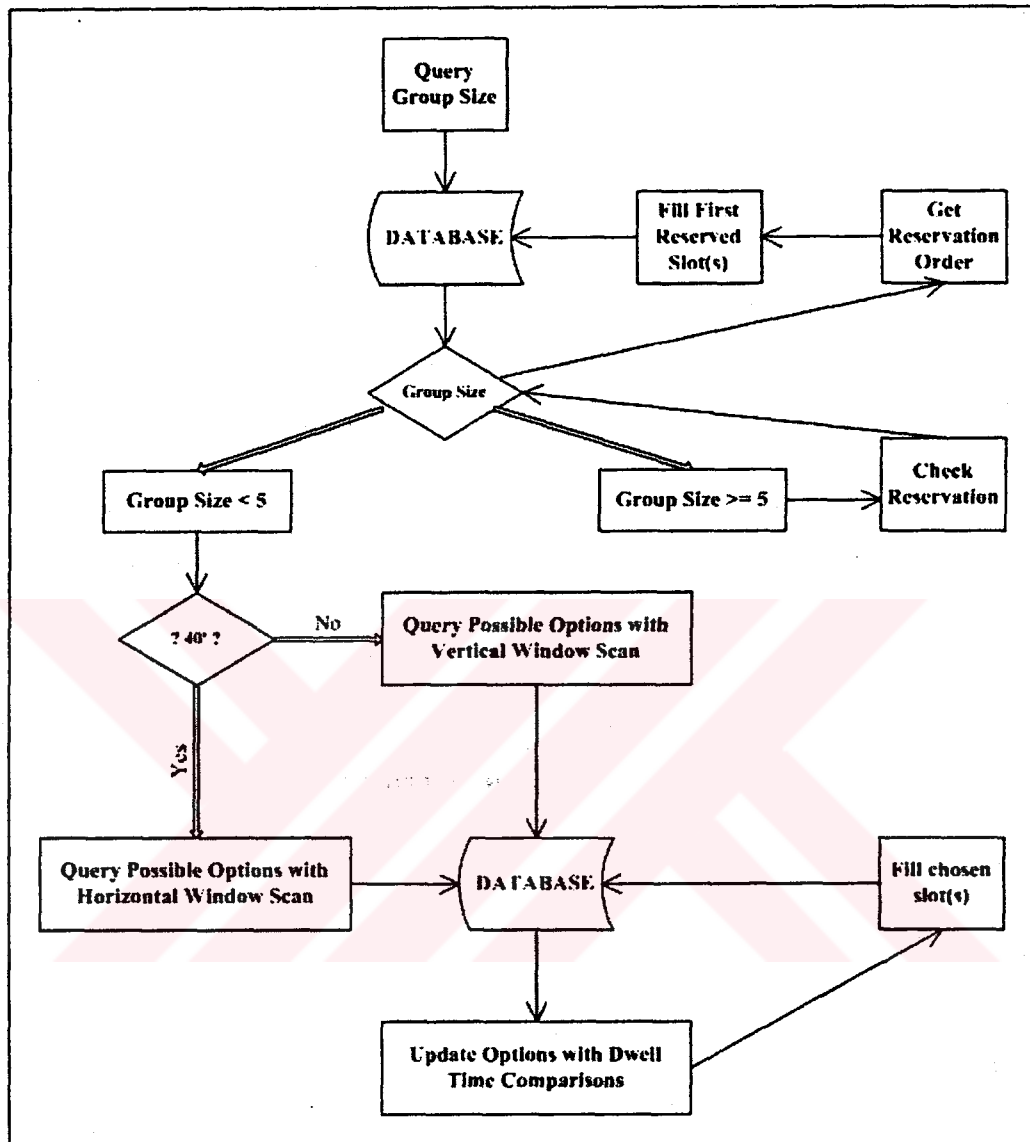 Query
Group Size
DATABASE
Fill First
Reserved
Slot(s)
Get
Reservation
Order
Group Size
Group Size < 5
Group Size >= 5
Check
Reservation
? 40' ?
No
Query Possible Options with
Vertical Window Scan
Yes
Query Possible Options with
Horizontal Window Scan
DATABASE
Fill chosen
slot(s)
Update Options with Dwell
Time Comparisons